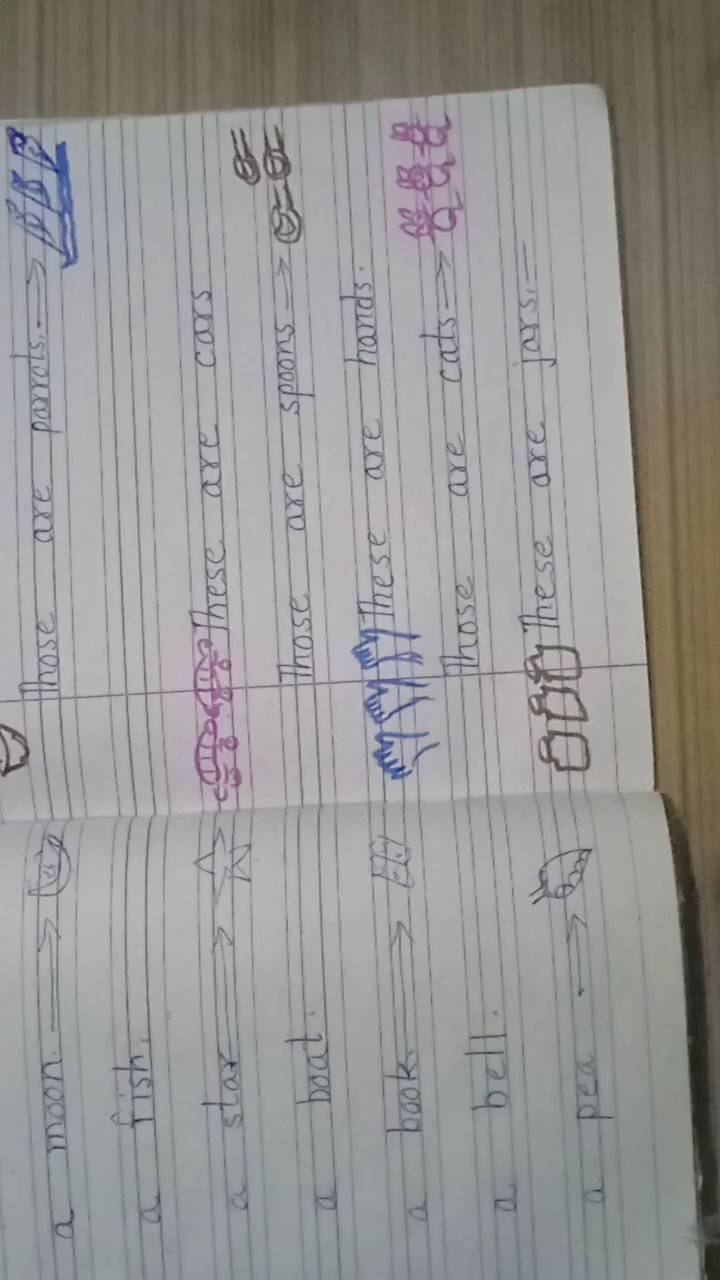 a moon.
a fish.
a star
a boat.
a book.
a bell.
a pea
Those are parrots.
These are cars
Those are spoons.
These are hands.
Those are cats
These are jars.